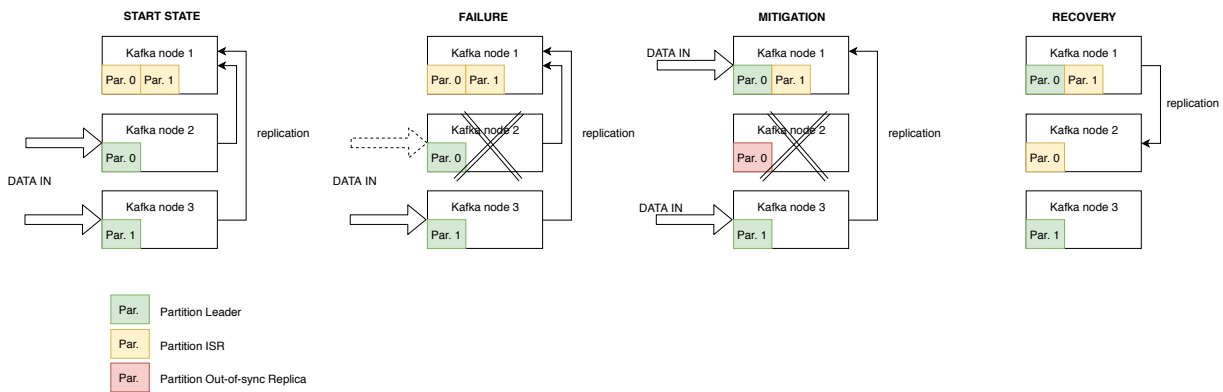 START STATE
Kafka node 1
Par. 0
Par. 1
Kafka node 2
Par. 0
replication
DATA IN
Kafka node 3
Par. 1
FAILURE
Kafka node 1
Par. 0
Par. 1
Kafka node 2
Par. 0
replication
DATA IN
Kafka node 3
Par. 1
MITIGATION
DATA IN
Kafka node 1
Par. 0
Par. 1
Kafka node 2
Par. 0
replication
DATA IN
Kafka node 3
Par. 1
RECOVERY
Kafka node 1
Par. 0
Par. 1
replication
Kafka node 2
Par. 0
Kafka node 3
Par. 1
Par.
Partition Leader
Par.
Partition ISR
Par.
Partition Out-of-sync Replica